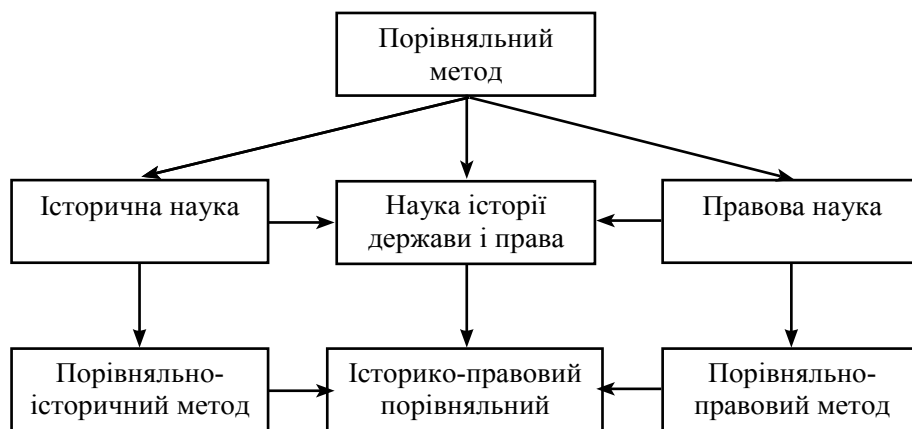 Порівняльний
метод
Історична наука
Наука історії
держави і права
Правова наука
Порівняльно-
історичний метод
Історико-правовий
порівняльний
Порівняльно-
правовий метод